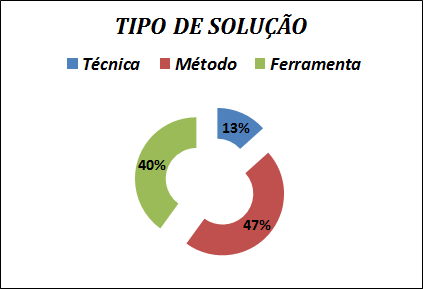 TIPO DE SOLUÇÃO
Técnica Método Ferramenta
13%
40%
47%